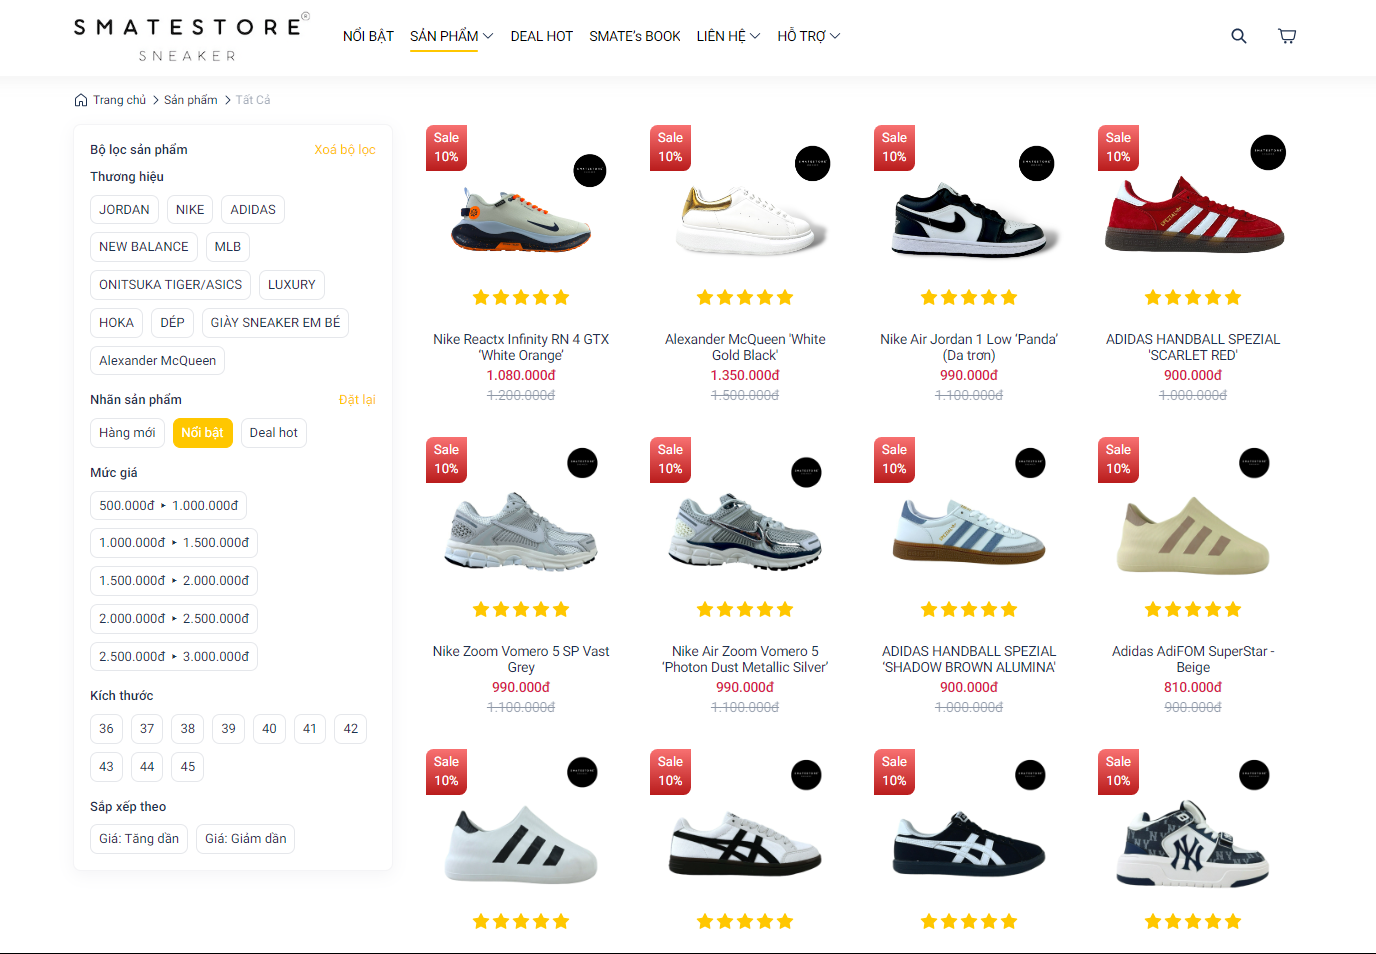 SMATESTORE®
SNEAKER
NỔI BẬT
SẢN PHẨM
DEAL HOT
SMATE's BOOK
LIÊN HỆ
HỖ TRỢ
Trang chủ
Sản phẩm
Tất Cả
Bộ lọc sản phẩm
Xoá bộ lọc
Thương hiệu
JORDAN
NIKE
ADIDAS
NEW BALANCE
MLB
ONITSUKA TIGER/ASICS
LUXURY
HOKA
DÉP
GIÀY SNEAKER EM BÉ
Alexander McQueen
Nhãn sản phẩm
Đặt lại
Hàng mới
Nổi bật
Deal hot
Mức giá
500.000đ ‣ 1.000.000đ
1.000.000đ ‣ 1.500.000đ
1.500.000đ ‣ 2.000.000đ
2.000.000đ ‣ 2.500.000đ
2.500.000đ ‣ 3.000.000đ
Kích thước
36
37
38
39
40
41
42
43
44
45
Sắp xếp theo
Giá: Tăng dần
Giá: Giảm dần
Sale
10%
Nike Reactx Infinity RN 4 GTX
‘White Orange’
1.080.000đ
1.200.000đ
Sale
10%
SMATESTORE
Alexander McQueen 'White
Gold Black'
1.350.000đ
1.500.000đ
Sale
10%
SMATESTORE
Nike Air Jordan 1 Low ‘Panda’
(Da trơn)
990.000đ
1.100.000đ
Sale
10%
SMATESTORE
ADIDAS HANDBALL SPEZIAL
'SCARLET RED'
900.000đ
1.000.000đ
Sale
10%
Nike Zoom Vomero 5 SP Vast
Grey
990.000đ
1.100.000đ
Sale
10%
Nike Air Zoom Vomero 5
‘Photon Dust Metallic Silver’
990.000đ
1.100.000đ
Sale
10%
ADIDAS HANDBALL SPEZIAL
‘SHADOW BROWN ALUMINA'
900.000đ
1.000.000đ
Sale
10%
Adidas AdiFOM SuperStar -
Beige
810.000đ
900.000đ
Sale
10%
Sale
10%
Sale
10%
Sale
10%
NY